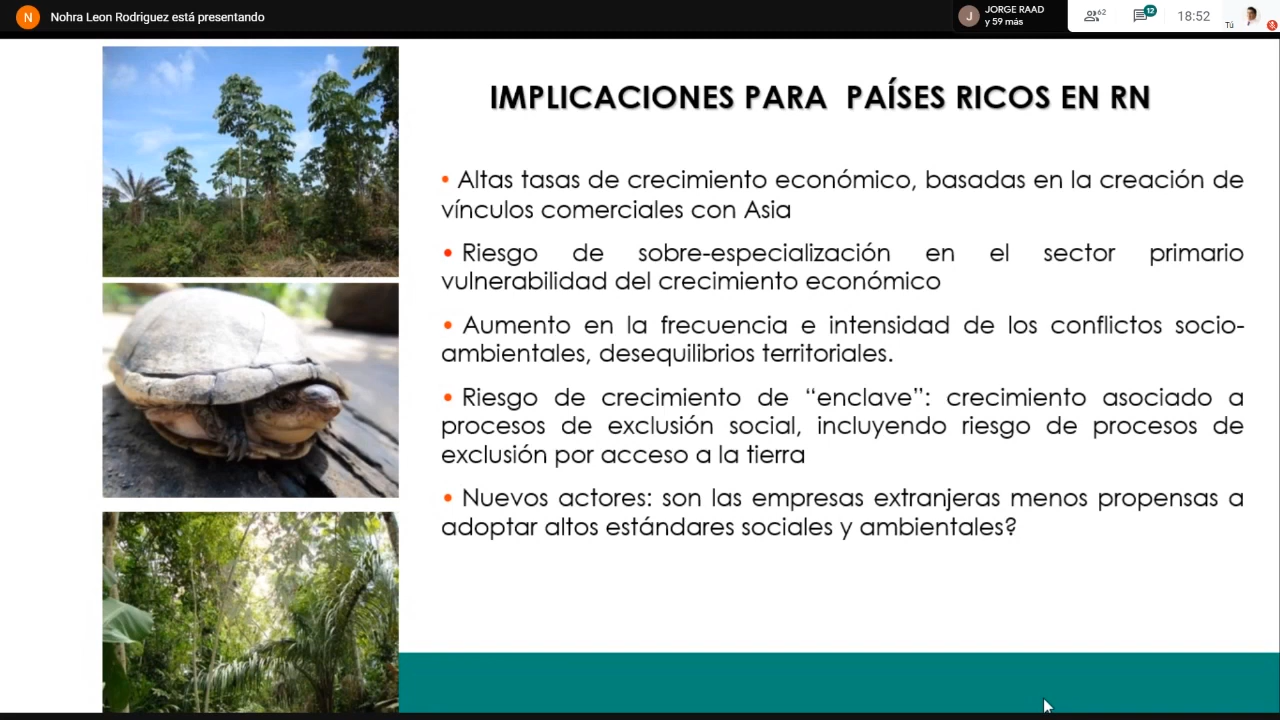 N
Nohra Leon Rodriguez está presentando
J
JORGE RAAD
y 59 más
62
12
18:52
Tú
IMPLICACIONES PARA PAÍSES RICOS EN RN
• Altas tasas de crecimiento económico, basadas en la creación de
vínculos comerciales con Asia
• Riesgo de sobre-especialización en el sector primario
vulnerabilidad del crecimiento económico
• Aumento en la frecuencia e intensidad de los conflictos socio-
ambientales, desequilibrios territoriales.
• Riesgo de crecimiento de “enclave”: crecimiento asociado a
procesos de exclusión social, incluyendo riesgo de procesos de
exclusión por acceso a la tierra
• Nuevos actores: son las empresas extranjeras menos propensas a
adoptar altos estándares sociales y ambientales?